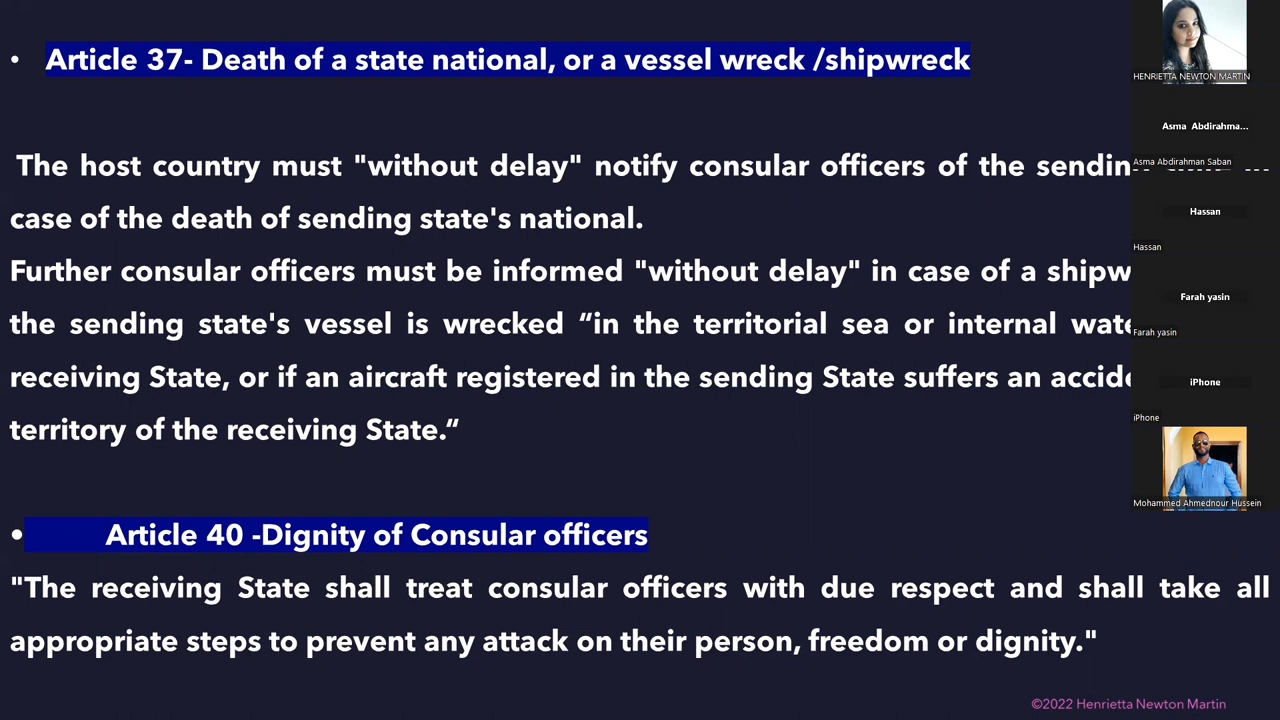 • Article 37- Death of a state national, or a vessel wreck /shipwreck
The host country must "without delay" notify consular officers of the
case of the death of sending state's national.
Further consular officers must be informed "without delay" in case of a
the sending state's vessel is wrecked “in the territorial sea or internal
receiving State, or if an aircraft registered in the sending State suffers an
territory of the receiving State.“
• Article 40 -Dignity of Consular officers
"The receiving State shall treat consular officers with due respect and shall take all
appropriate steps to prevent any attack on their person, freedom or dignity."
©2022 Henrietta Newton Martin
HENRIETTA NEWTON MARTIN
Asma Abdirahma...
Asma Abdirahman Saban
Hassan
Hassan
Farah yasin
Farah yasin
iPhone
iPhone
Mohammed Ahmednour Hussein